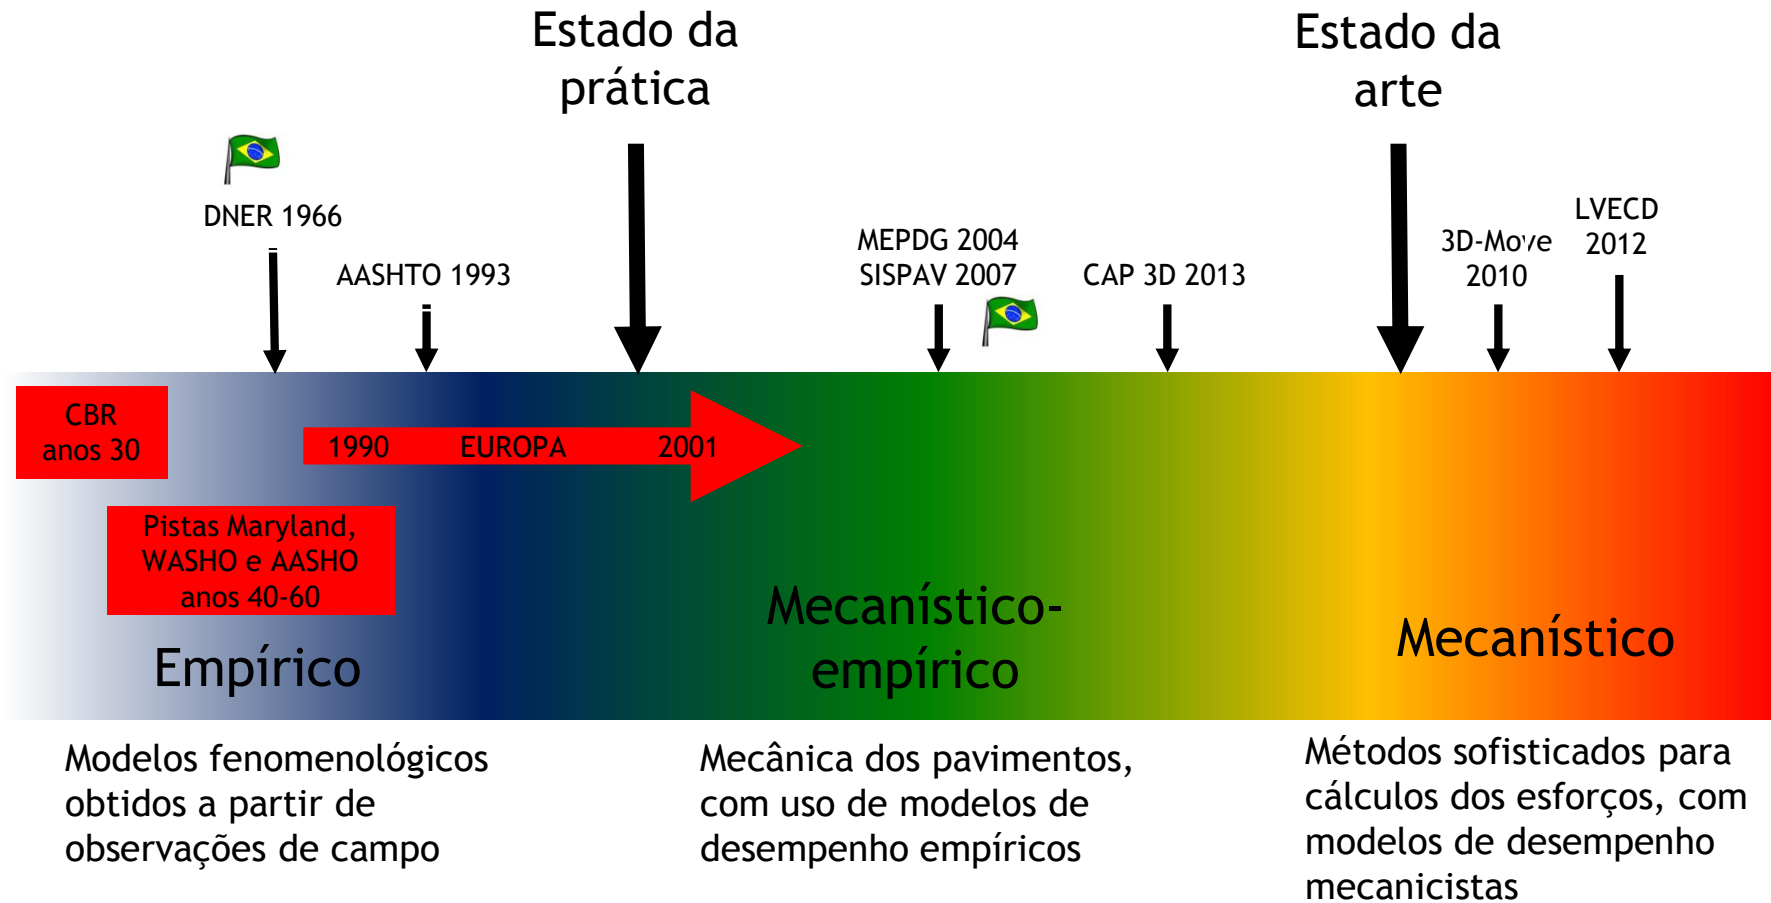 Estado da
prática
Estado da
arte
DNER 1966
AASHTO 1993
MEPDG 2004
SISPAV 2007
CAP 3D 2013
3D-Move
2010
LVECD
2012
CBR
anos 30
1990 EUROPA 2001
Pistas Maryland,
WASHO e AASHO
anos 40-60
Empírico
Mecanístico-
empírico
Mecanístico
Modelos fenomenológicos
obtidos a partir de
observações de campo
Mecânica dos pavimentos,
com uso de modelos de
desempenho empíricos
Métodos sofisticados para
cálculos dos esforços, com
modelos de desempenho
mecanicistas